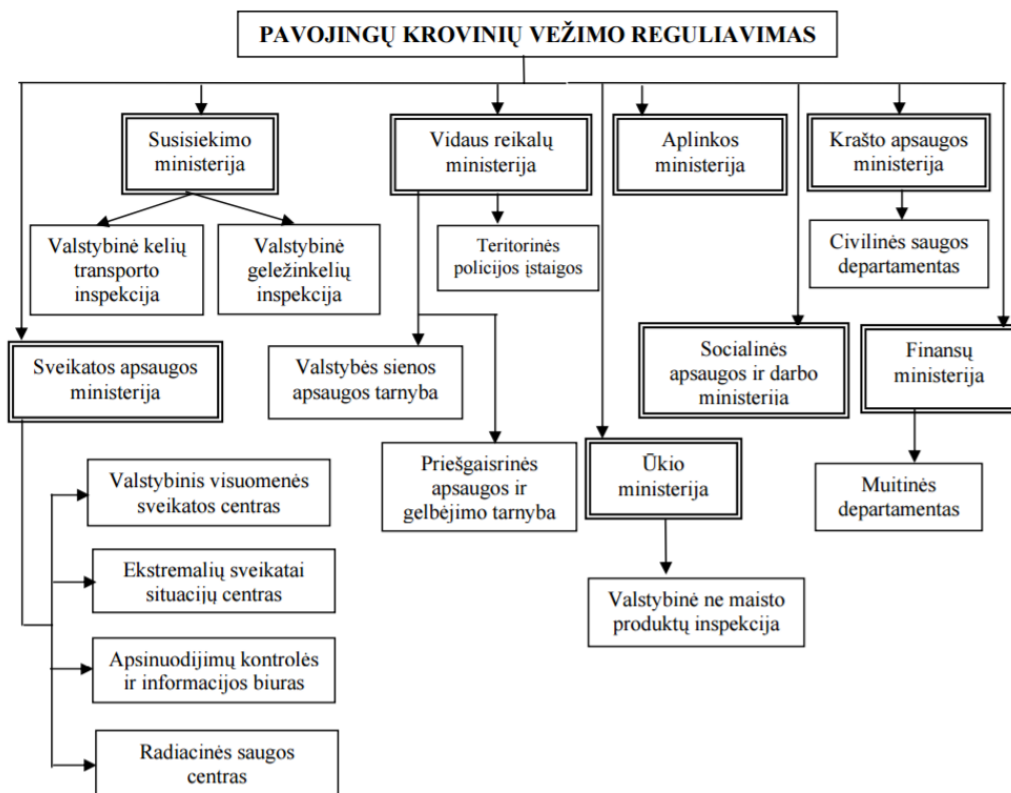 PAVOJINGŲ KROVINIŲ VEŽIMO REGULIAVIMAS
Susisiekimo
ministerija
Vidaus reikalų
ministerija
Aplinkos
ministerija
Krašto apsaugos
ministerija
Valstybinė kelių
transporto
inspekcija
Valstybinė
geležinkelių
inspekcija
Teritorinės
policijos įstaigos
Civilinės saugos
departamentas
Sveikatos apsaugos
ministerija
Valstybės sienos
apsaugos tarnyba
Socialinės
apsaugos ir darbo
ministerija
Finansų
ministerija
Priešgaisrinės
apsaugos ir
gelbėjimo tarnyba
Ūkio
ministerija
Muitinės
departamentas
Valstybinis visuomenės
sveikatos centras
Ekstremalių sveikatai
situacijų centras
Valstybinė ne maisto
produktų inspekcija
Apsinuodijimų kontrolės
ir informacijos biuras
Radiacinės saugos
centras